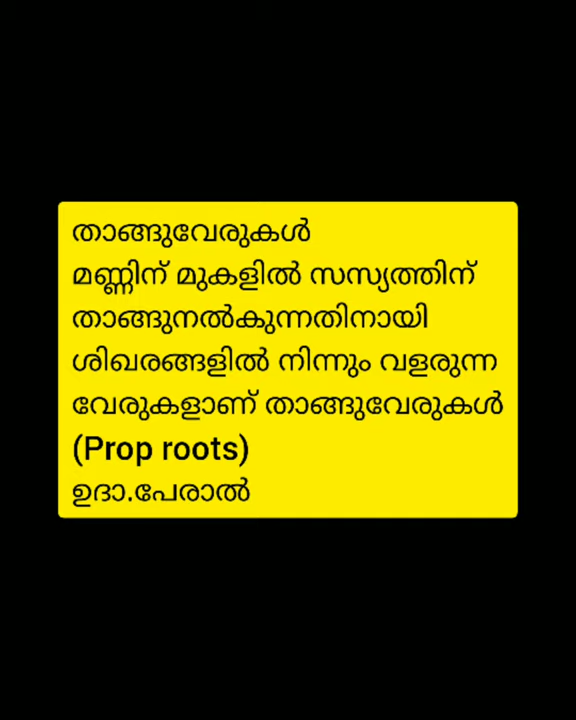 താങ്ങുവേരുകൾ
മണ്ണിന് മുകളിൽ സസ്യത്തിന്
താങ്ങുനൽകുന്നതിനായി
ശിഖരങ്ങളിൽ നിന്നും വളരുന്ന
വേരുകളാണ് താങ്ങുവേരുകൾ
(Prop roots)
ഉദാ.പേരാൽ